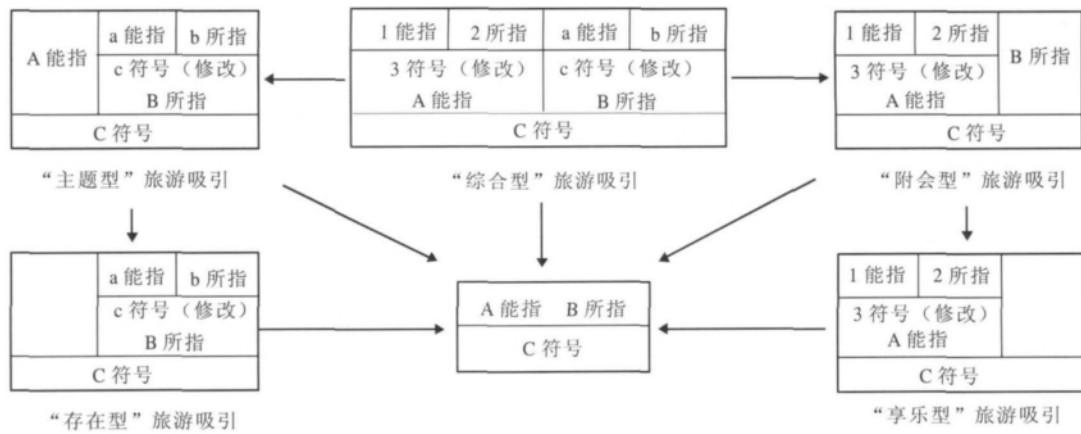 A 能指
a 能指 b 所指
c 符号（修改）
B 所指
C 符号
“主题型”旅游吸引
1 能指 2 所指 a 能指 b 所指
3 符号（修改） c 符号（修改）
A 能指 B 所指
C 符号
“综合型”旅游吸引
1 能指 2 所指
3 符号（修改）
A 能指
B 所指
C 符号
“附会型”旅游吸引
a 能指 b 所指
c 符号（修改）
B 所指
C 符号
“存在型”旅游吸引
A 能指 B 所指
C 符号
1 能指 2 所指
3 符号（修改）
A 能指
C 符号
“享乐型”旅游吸引